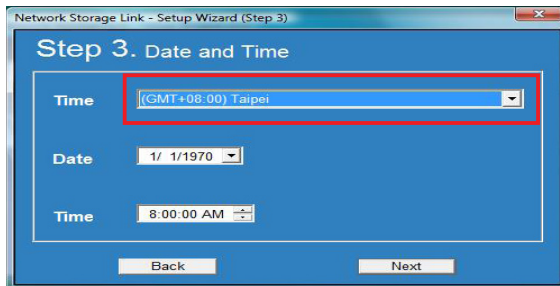 Network Storage Link - Setup Wizard (Step 3)
Step 3. Date and Time
Time (GMT+08:00) Taipei
Date 1/ 1/1970
Time 8:00:00 AM
Back Next